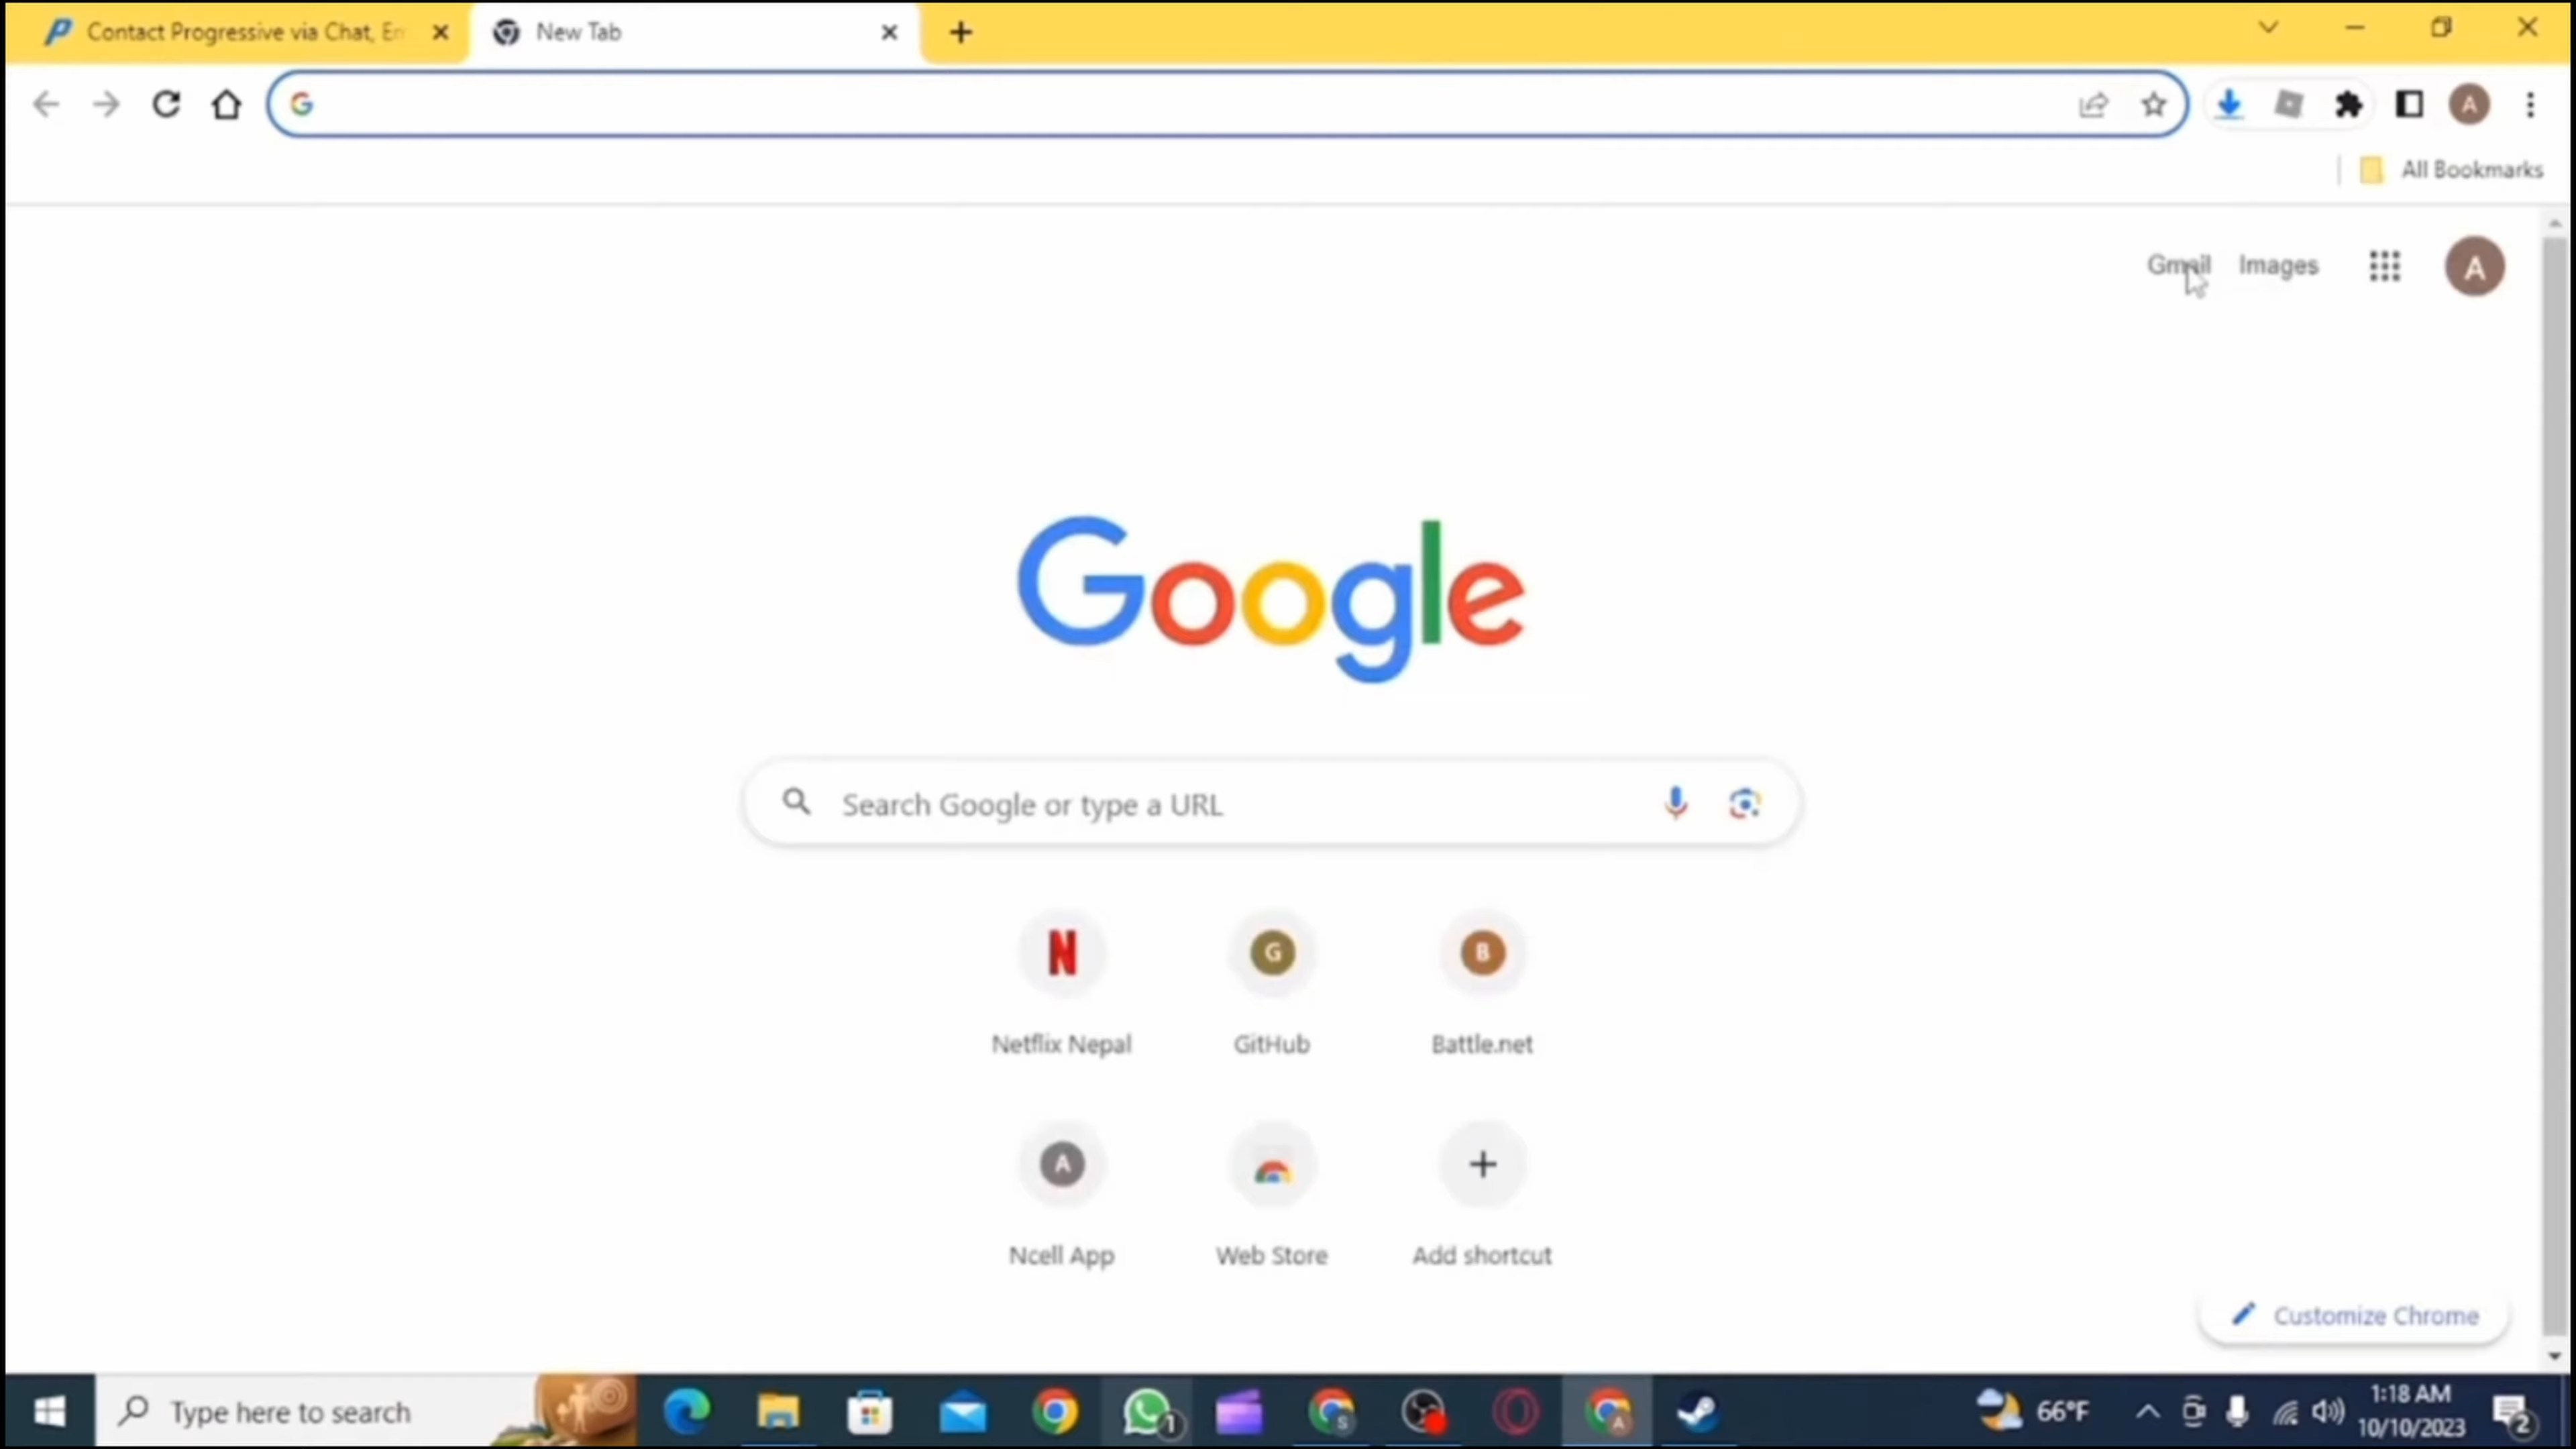 Contact Progressive via Chat, Em
New Tab
A
All Bookmarks
Gmail Images
A
Google
Search Google or type a URL
N G B
Netflix Nepal GitHub Battle.net
A
Ncell App Web Store Add shortcut
Customize Chrome
Type here to search
1
S
A
66°F
1:18 AM
10/10/2023
2